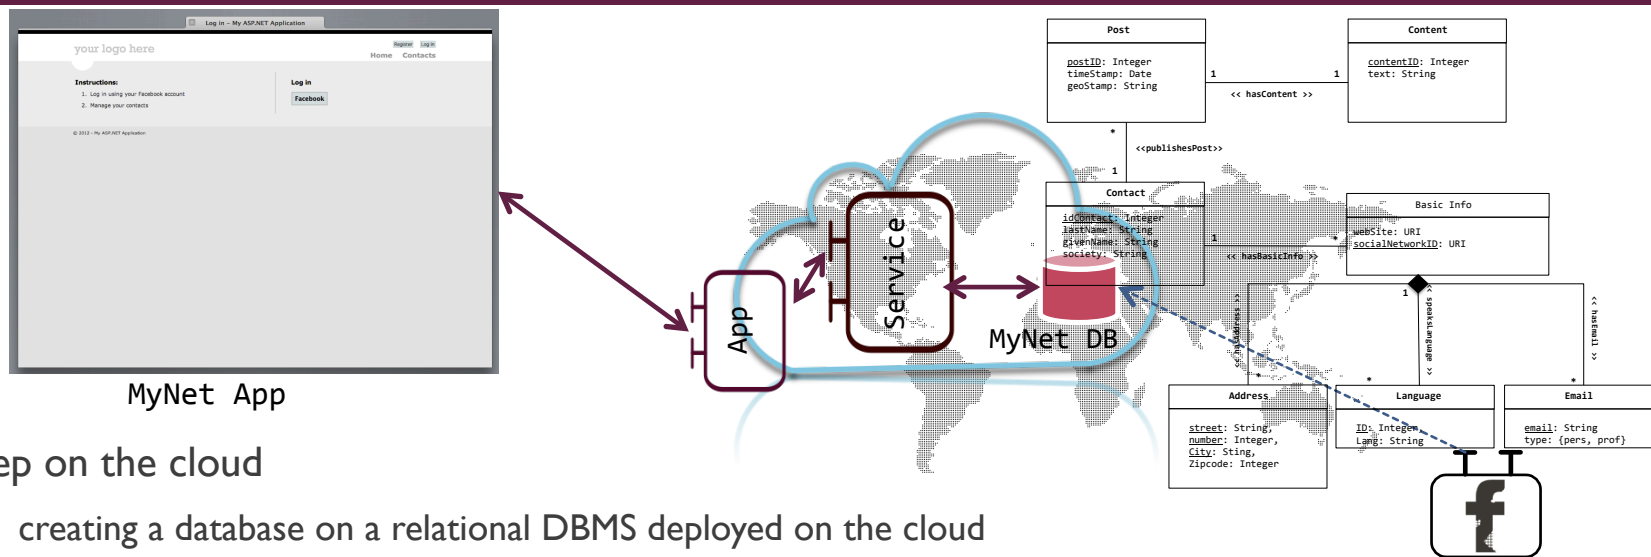 Log in - My ASP.NET Application
your logo here
Register Log in
Home Contacts
Instructions:
1. Log in using your Facebook account
2. Manage your contacts
Log in
Facebook
© 2012 - My ASP.NET Application
MyNet App
App
Service
MyNet DB
Post
postID: Integer
timeStamp: Date
geoStamp: String
1
1
<< hasContent >>
Content
contentID: Integer
text: String
*
<<publishesPost>>
1
Contact
idContact: Integer
lastName: String
givenName: String
society: String
1
*
<< hasBasicInfo >>
Basic Info
webSite: URI
socialNetworkID: URI
1
<< hasAddress >>
<< speaksLanguage >>
<< hasEmail >>
*
*
*
Address
street: String,
number: Integer,
City: Sting,
Zipcode: Integer
Language
ID: Integer,
Lang: String
Email
email: String
type: {pers, prof}
f
ep on the cloud
creating a database on a relational DBMS deployed on the cloud